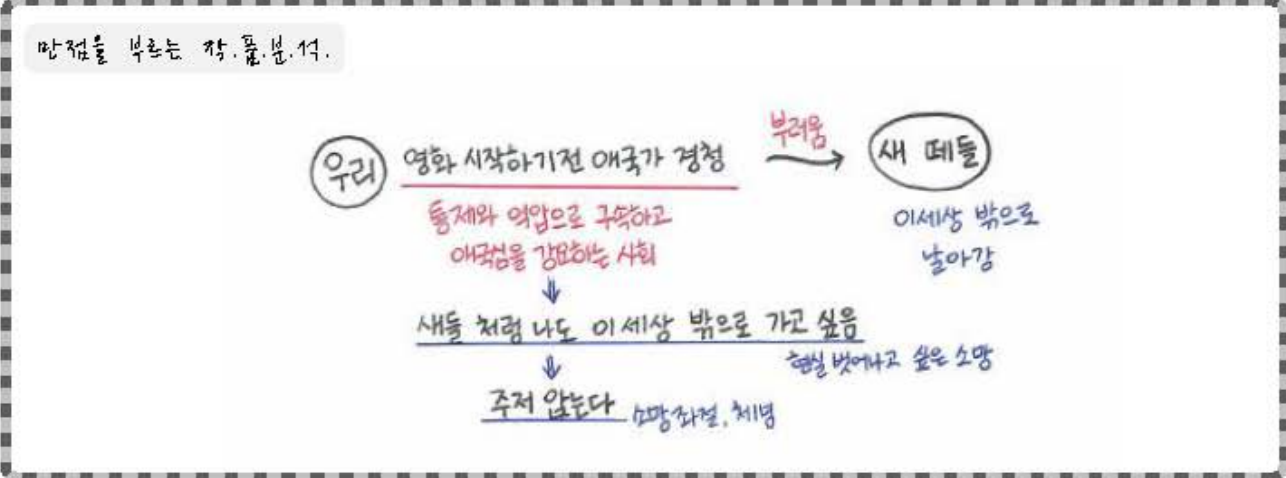 만점을 부르는 작.품.분.석.
우리 영화 시작하기전 애국가 경청 부러움 새 떼들
통제와 억압으로 구속하고
애국심을 강요하는 사회
이세상 밖으로
날아감
새들 처럼 나도 이 세상 밖으로 가고 싶음
현실 벗어나고 싶은 소망
주저 앉는다 소망좌절, 체념